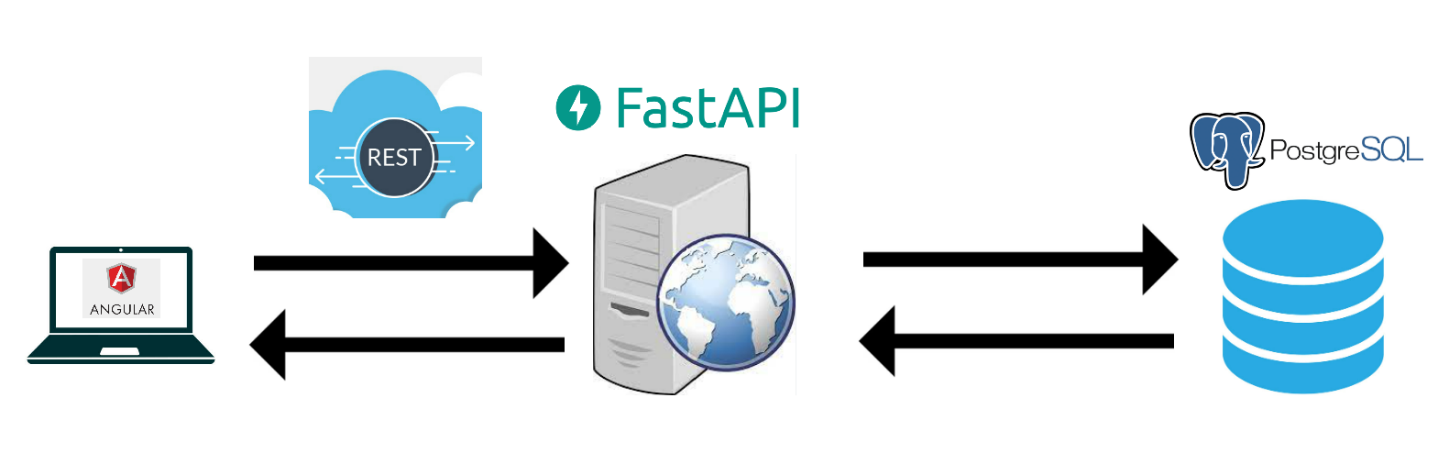 REST
FastAPI
PostgreSQL
ANGULAR